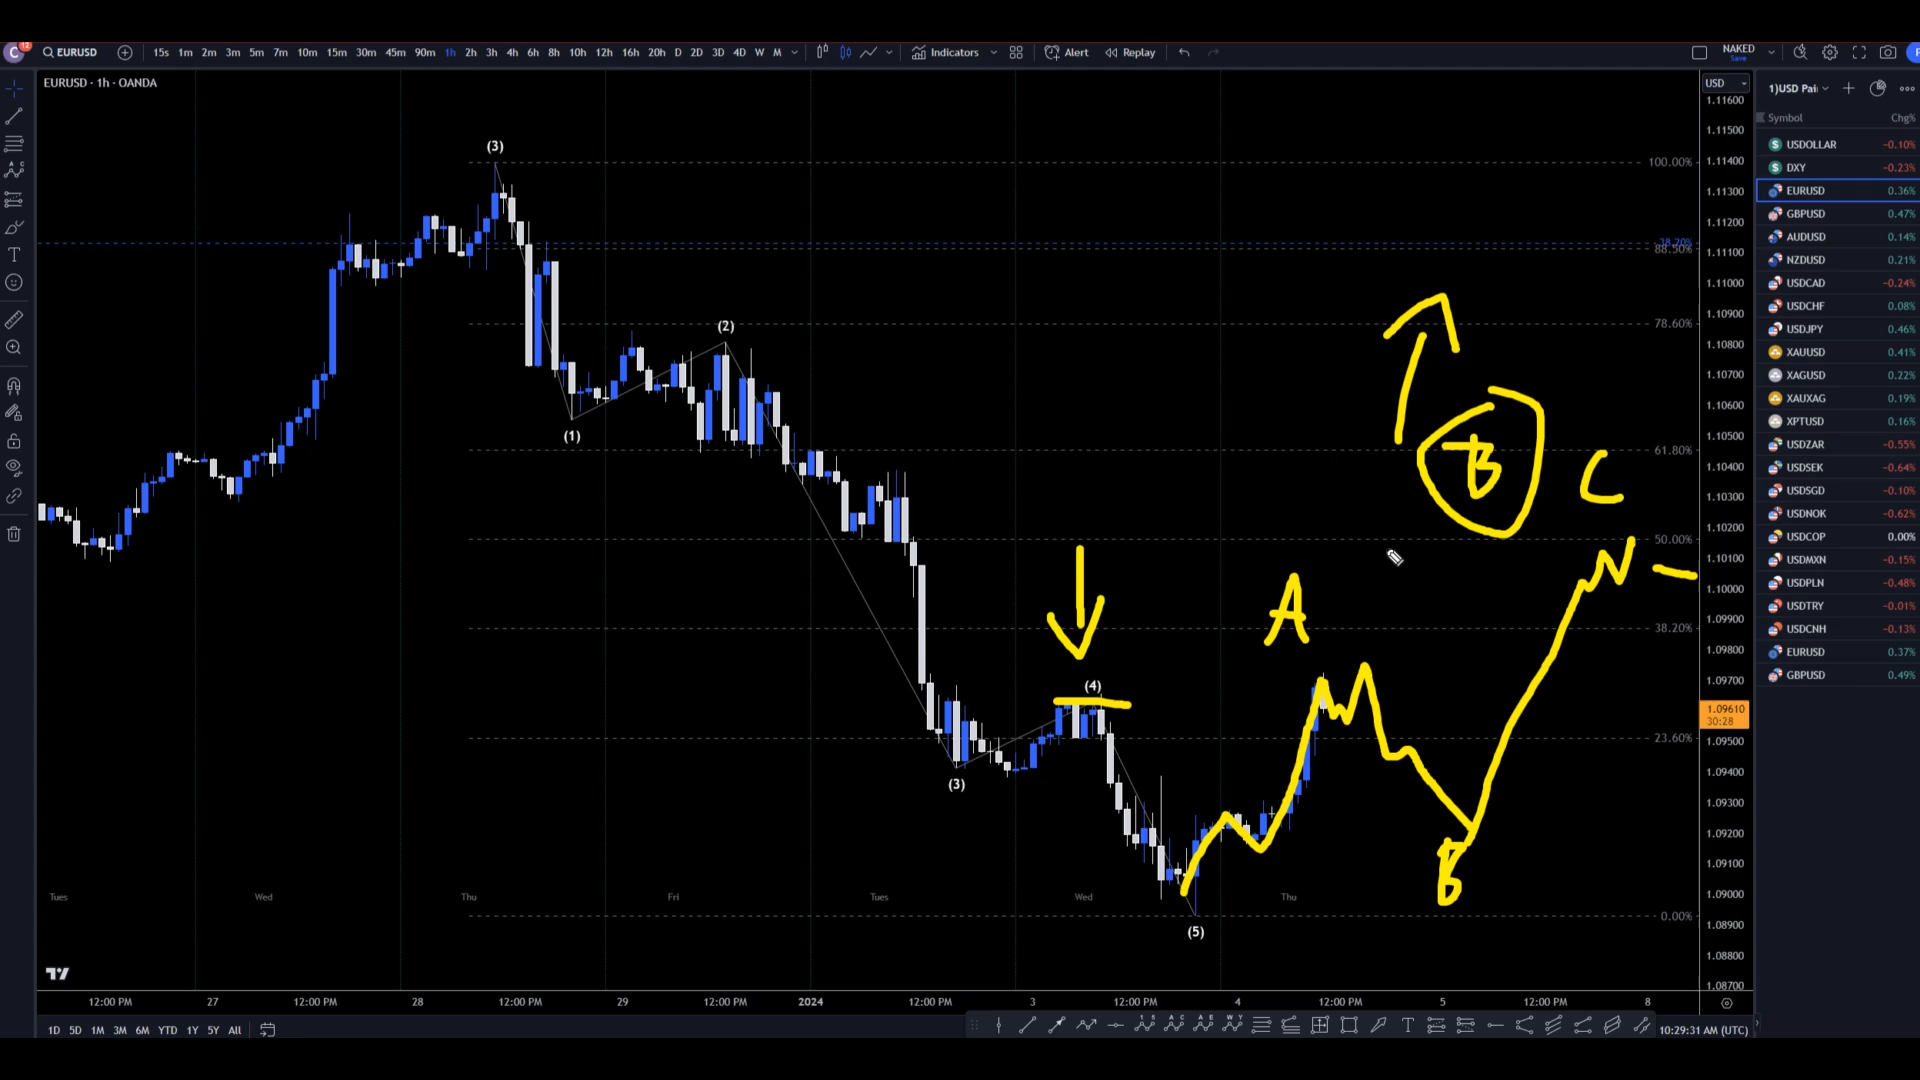 C 12 EURUSD 15s 1m 2m 3m 5m 7m 10m 15m 30m 45m 90m 1h 2h 3h 4h 6h 8h 10h 12h 16h 20h D 2D 3D 4D W M Indicators Alert Replay NAKED
Save
EURUSD · 1h · OANDA
USD
1)USD Pai
Symbol Chg%
USDOLLAR −0.10%
DXY −0.23%
EURUSD 0.36%
GBPUSD 0.47%
AUDUSD 0.14%
NZDUSD 0.21%
USDCAD −0.24%
USDCHF 0.08%
USDJPY 0.46%
XAUUSD 0.41%
XAGUSD 0.22%
XAUXAG 0.19%
XPTUSD 0.16%
USDZAR −0.55%
USDSEK −0.64%
USDSGD −0.10%
USDNOK −0.62%
USDCOP 0.00%
USDMXN −0.15%
USDPLN −0.48%
USDTRY −0.01%
USDCNH −0.13%
EURUSD 0.37%
GBPUSD 0.49%
1.11600
1.11500
1.11400
1.11300
1.11200
1.11100
1.11000
1.10900
1.10800
1.10700
1.10600
1.10500
1.10400
1.10300
1.10200
1.10100
1.10000
1.09900
1.09800
1.09700
1.09610
30:28
1.09500
1.09400
1.09300
1.09200
1.09100
1.09000
1.08900
1.08800
1.08700
100.00%
38.20%
88.50%
78.60%
61.80%
50.00%
38.20%
23.60%
0.00%
(3)
(2)
(1)
(4)
(3)
(5)
B
C
A
B
Tues Wed Thu Fri Tues Wed Thu
12:00 PM 27 12:00 PM 28 12:00 PM 29 12:00 PM 2024 12:00 PM 3 12:00 PM 4 12:00 PM 5 12:00 PM 8
1D 5D 1M 3M 6M YTD 1Y 5Y All
10:29:31 AM (UTC)